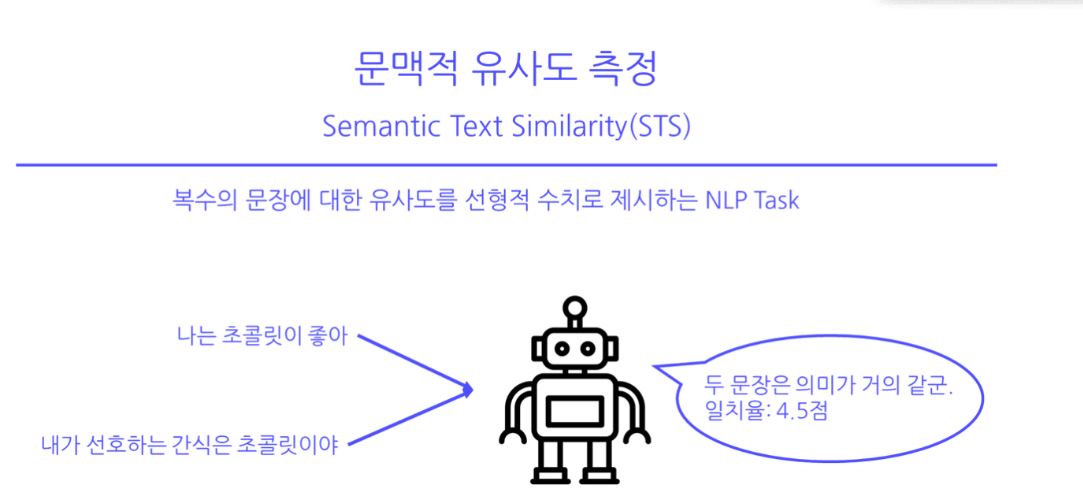 문맥적 유사도 측정
Semantic Text Similarity(STS)
복수의 문장에 대한 유사도를 선형적 수치로 제시하는 NLP Task
나는 초콜릿이 좋아
내가 선호하는 간식은 초콜릿이야
두 문장은 의미가 거의 같군.
일치율: 4.5점